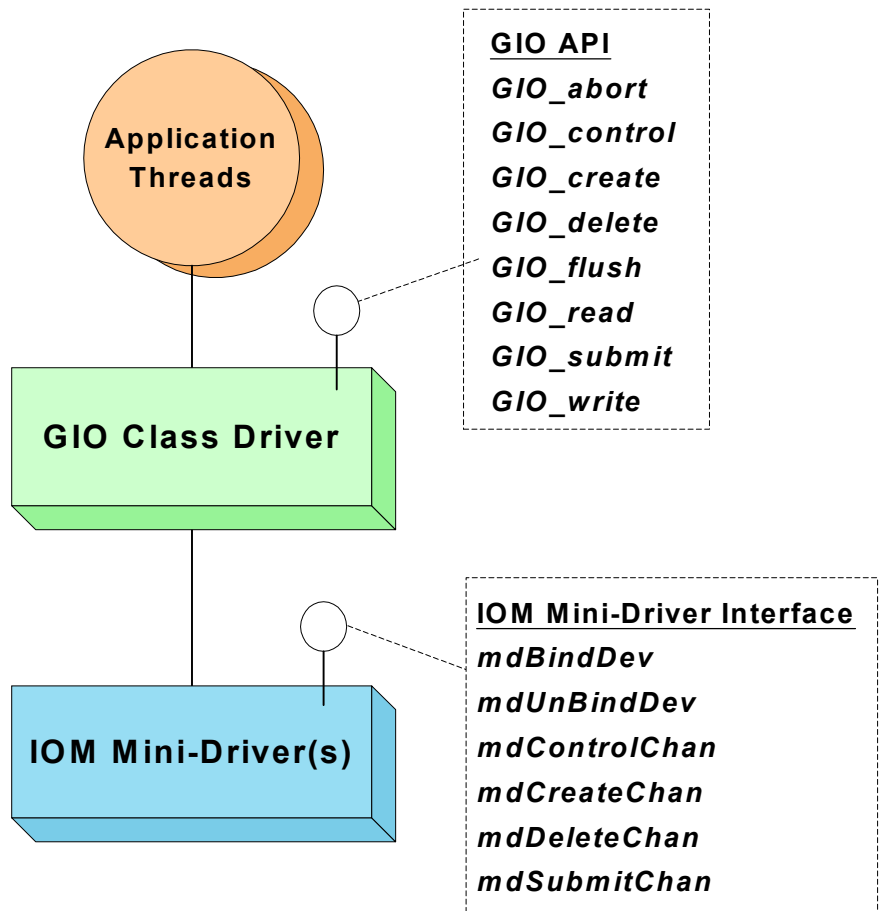 Application
Threads
GIO API
GIO_abort
GIO_control
GIO_create
GIO_delete
GIO_flush
GIO_read
GIO_submit
GIO_write
GIO Class Driver
IOM Mini-Driver Interface
mdBindDev
mdUnBindDev
mdControlChan
mdCreateChan
mdDeleteChan
mdSubmitChan
IOM Mini-Driver(s)